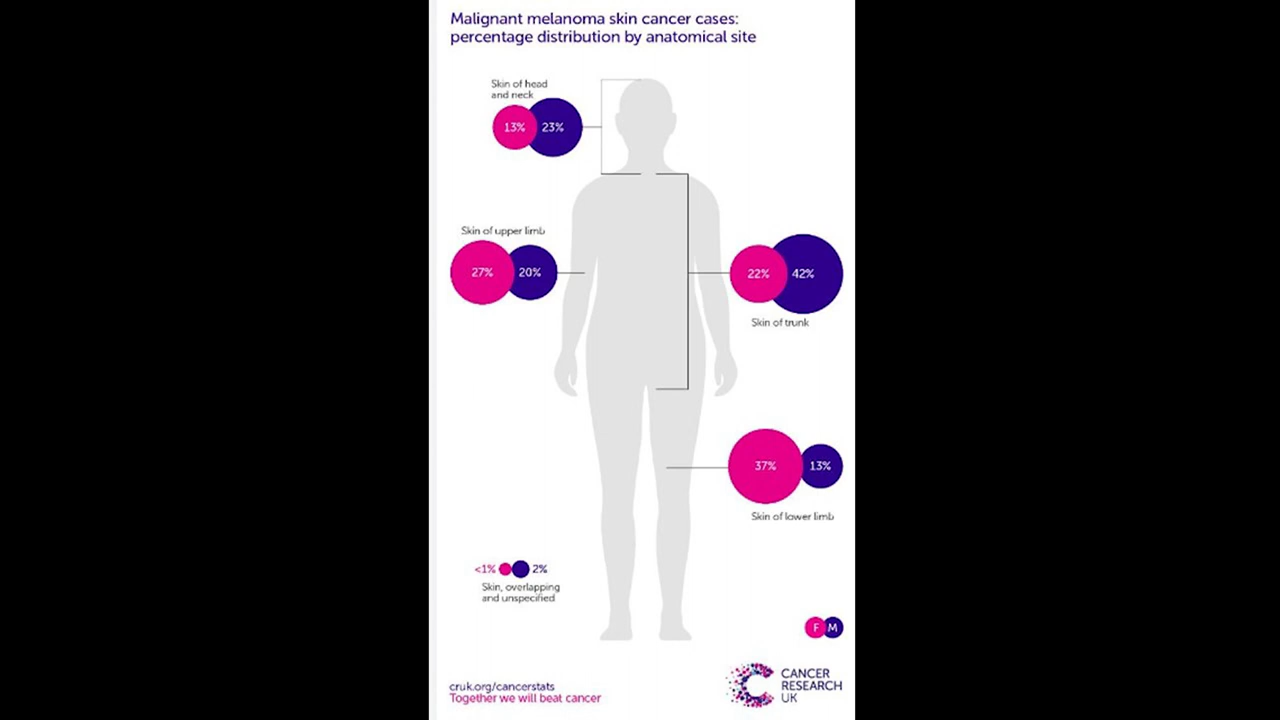 Malignant melanoma skin cancer cases:
percentage distribution by anatomical site
Skin of head
and neck
13% 23%
Skin of upper limb
27% 20%
22% 42%
Skin of trunk
37% 13%
Skin of lower limb
<1% 2%
Skin, overlapping
and unspecified
F M
cruk.org/cancerstats
Together we will beat cancer
CANCER
RESEARCH
UK